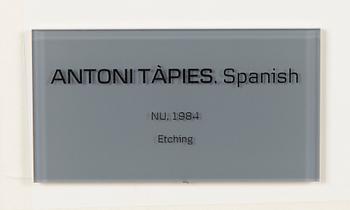 ANTONI TÀPIES. Spanish
NU, 1984
Etching